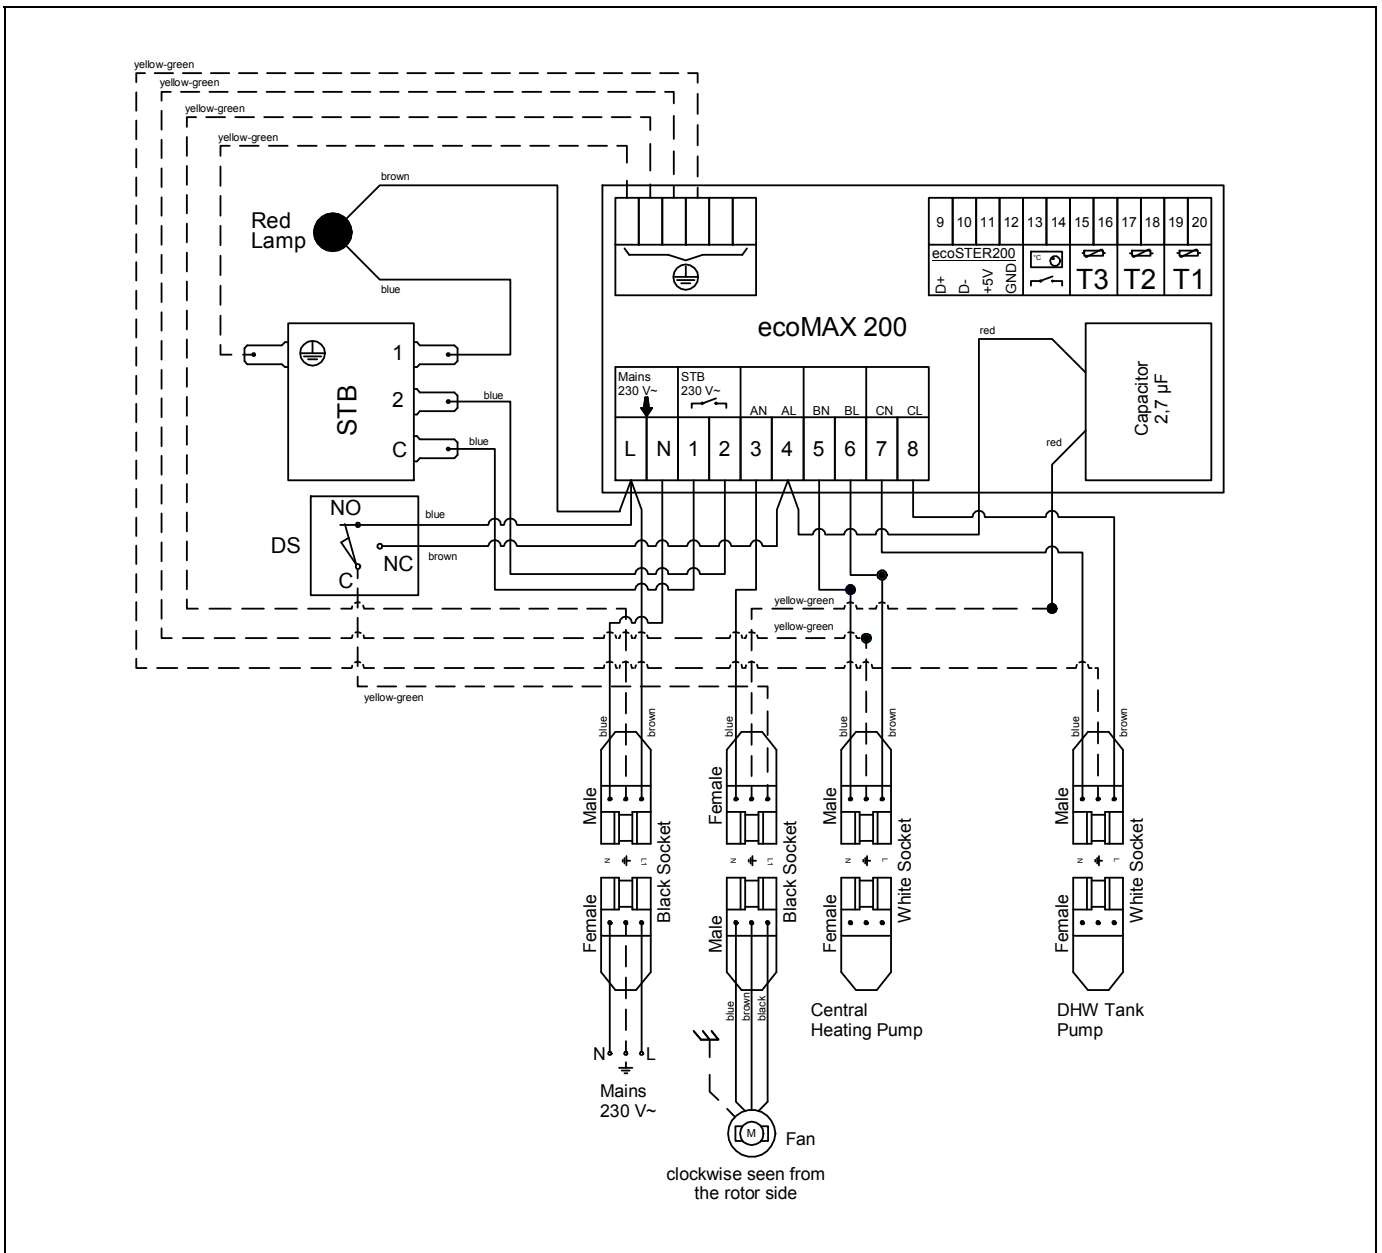 yellow-green
yellow-green
yellow-green
yellow-green
brown
Red
Lamp
blue
9 10 11 12 13 14 15 16 17 18 19 20
ecoSTER200
D+ D- +5V GND
°C
T3 T2 T1
ecoMAX 200
red
Capacitor
2,7 µF
red
STB
1
2
C
blue
blue
Mains
230 V~
STB
230 V~
AN AL BN BL CN CL
L N 1 2 3 4 5 6 7 8
DS
NO
NC
C
blue
brown
yellow-green
yellow-green
yellow-green
blue brown blue blue brown blue brown
Male Female Male Male
N L1 N L1 N L N L
Black Socket Black Socket White Socket White Socket
Female Male Female Female
blue brown black
N L
Mains
230 V~
Central
Heating Pump
DHW Tank
Pump
M
Fan
clockwise seen from
the rotor side